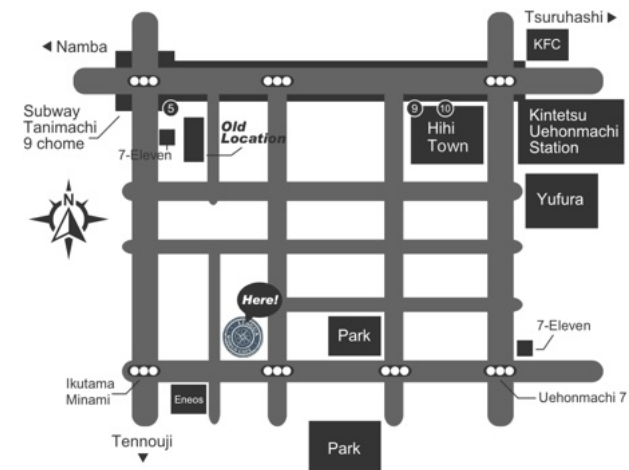 Tsuruhashi ▶
◀ Namba
KFC
Subway
Tanimachi
9 chome
5
Old
Location
7-Eleven
9
10
Hihi
Town
Kintetsu
Uehonmachi
Station
N
Yufura
Here!
Park
7-Eleven
Ikutama
Minami
Eneos
Uehonmachi 7
Tennouji
▼
Park